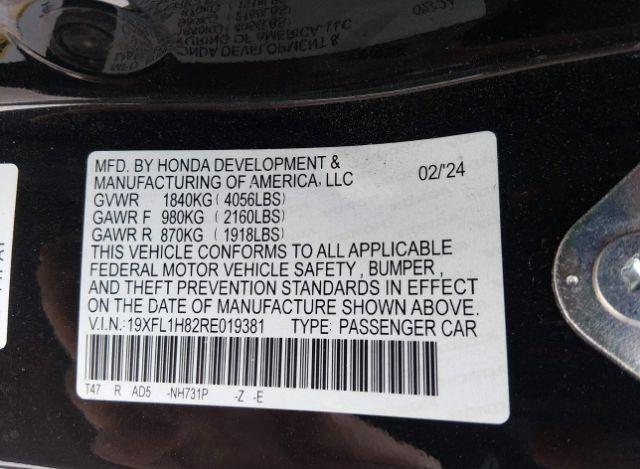 MFD. BY HONDA DEVELOPMENT &
MANUFACTURING OF AMERICA, LLC 02/'24
GVWR 1840KG ( 4056LBS)
GAWR F 980KG ( 2160LBS)
GAWR R 870KG ( 1918LBS)
THIS VEHICLE CONFORMS TO ALL APPLICABLE
FEDERAL MOTOR VEHICLE SAFETY , BUMPER ,
AND THEFT PREVENTION STANDARDS IN EFFECT
ON THE DATE OF MANUFACTURE SHOWN ABOVE.
V.I.N.: 19XFL1H82RE019381 TYPE: PASSENGER CAR
T47 R AD5 -NH731P -Z -E